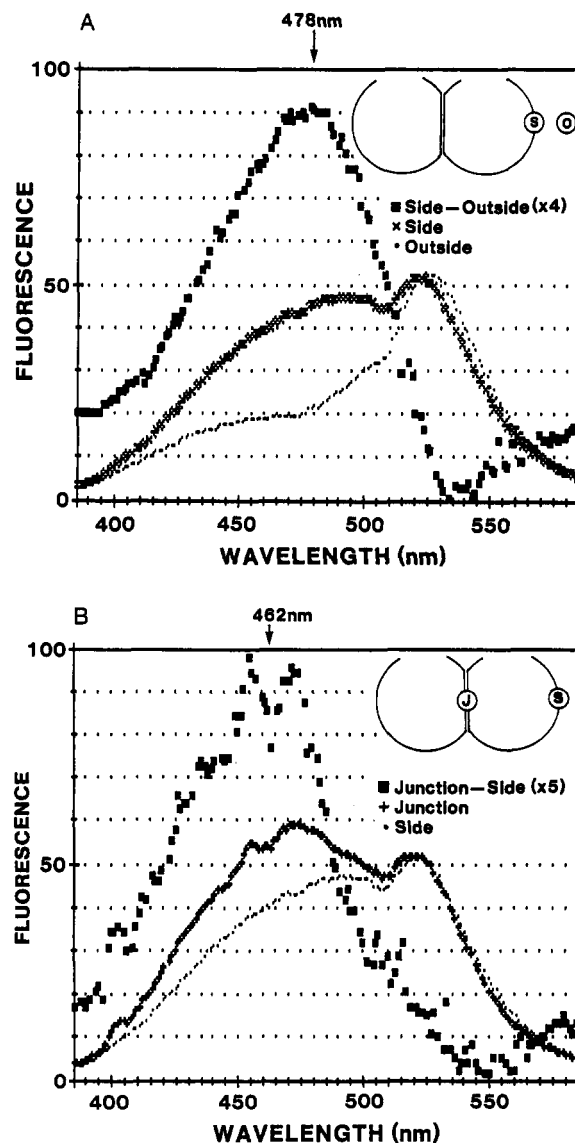 A
478nm
100
50
0
FLUORESCENCE
S O
■ Side—Outside (x4)
× Side
· Outside
400 450 500 550
WAVELENGTH (nm)
B
462nm
100
50
0
FLUORESCENCE
J S
■ Junction—Side (x5)
+ Junction
· Side
400 450 500 550
WAVELENGTH (nm)